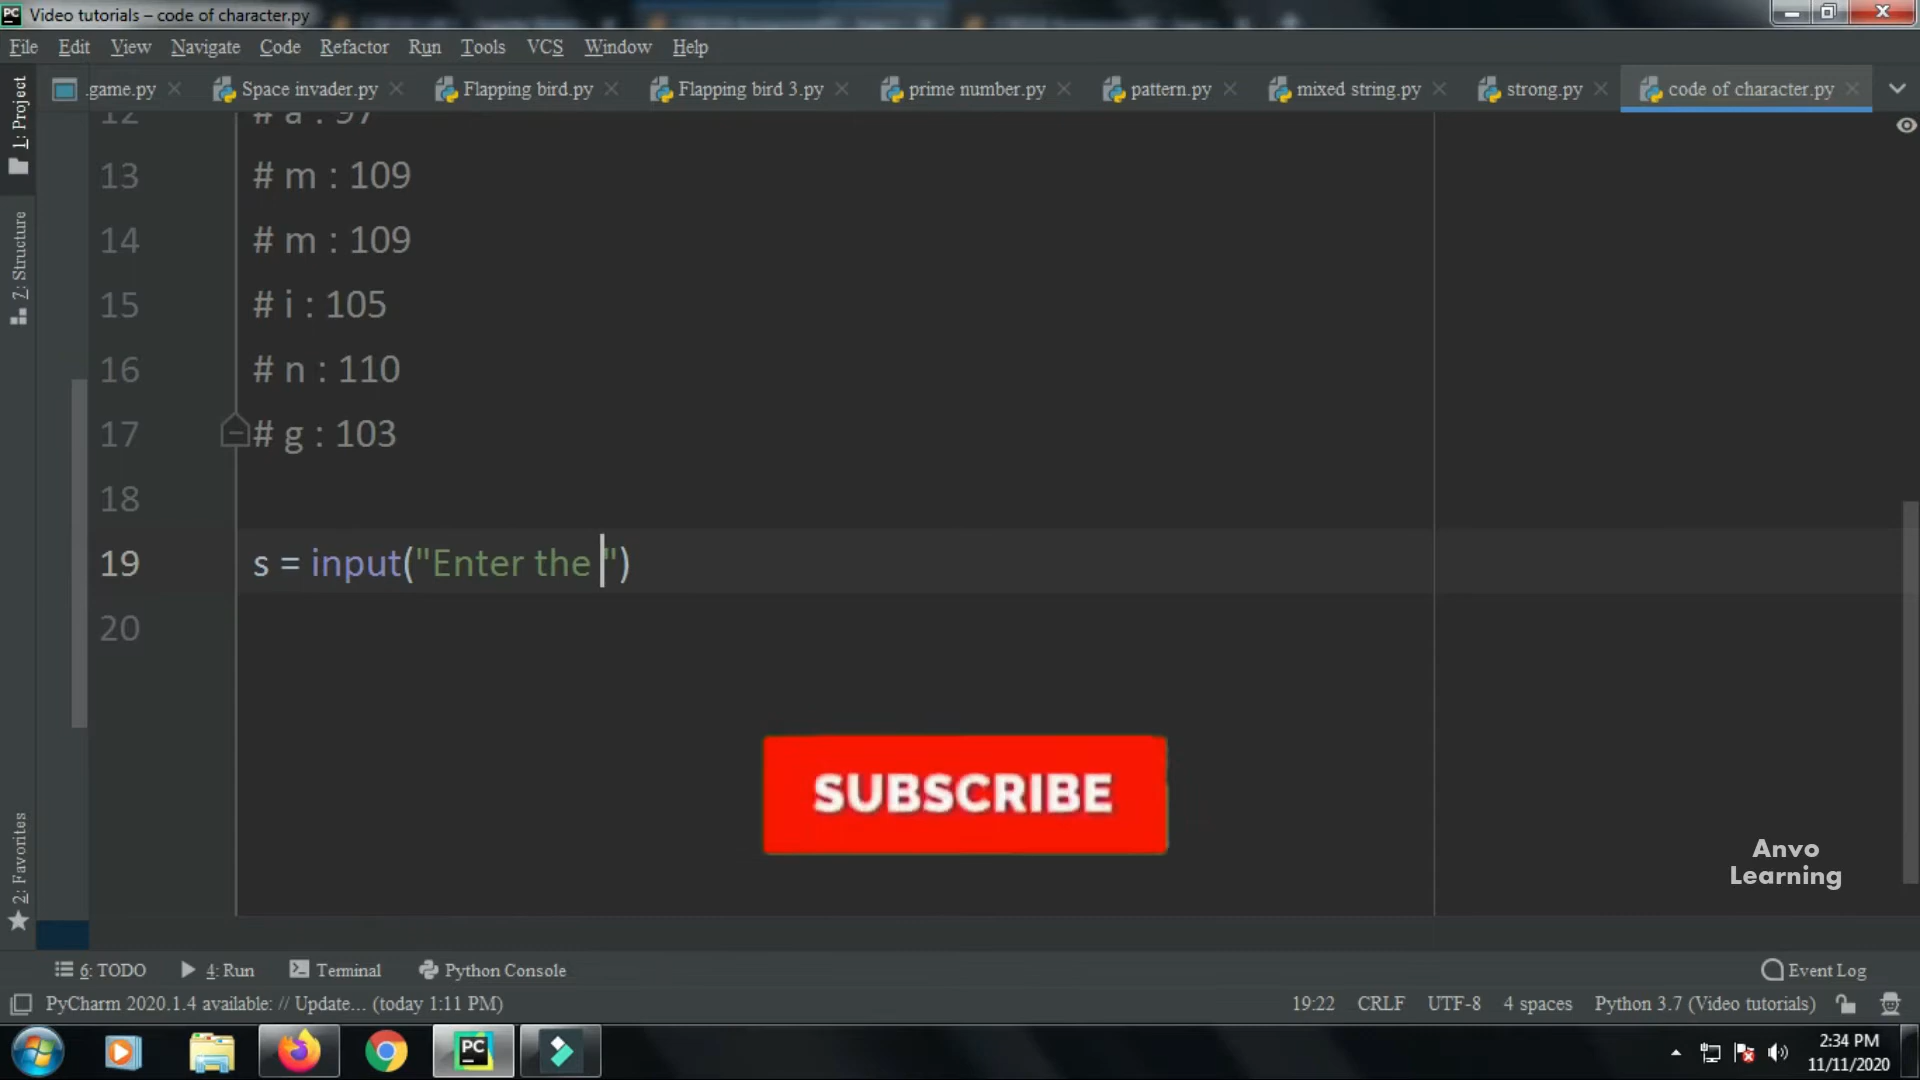 Video tutorials – code of character.py
File Edit View Navigate Code Refactor Run Tools VCS Window Help
.game.py Space invader.py Flapping bird.py Flapping bird 3.py prime number.py pattern.py mixed string.py strong.py code of character.py
1: Project
7: Structure
2: Favorites
12 # a : 97
13 # m : 109
14 # m : 109
15 # i : 105
16 # n : 110
17 # g : 103
18
19 s = input("Enter the ")
20
SUBSCRIBE
Anvo
Learning
6: TODO 4: Run Terminal Python Console Event Log
PyCharm 2020.1.4 available: // Update... (today 1:11 PM) 19:22 CRLF UTF-8 4 spaces Python 3.7 (Video tutorials)
PC
2:34 PM
11/11/2020